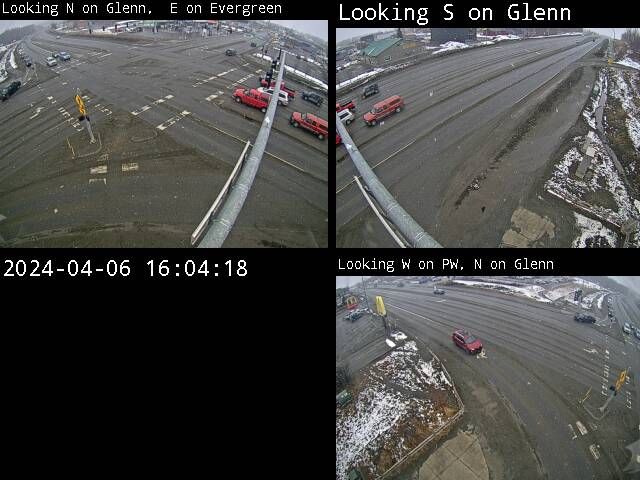 Looking N on Glenn,  E on Evergreen
Looking S on Glenn
2024-04-06 16:04:18
Looking W on PW, N on Glenn